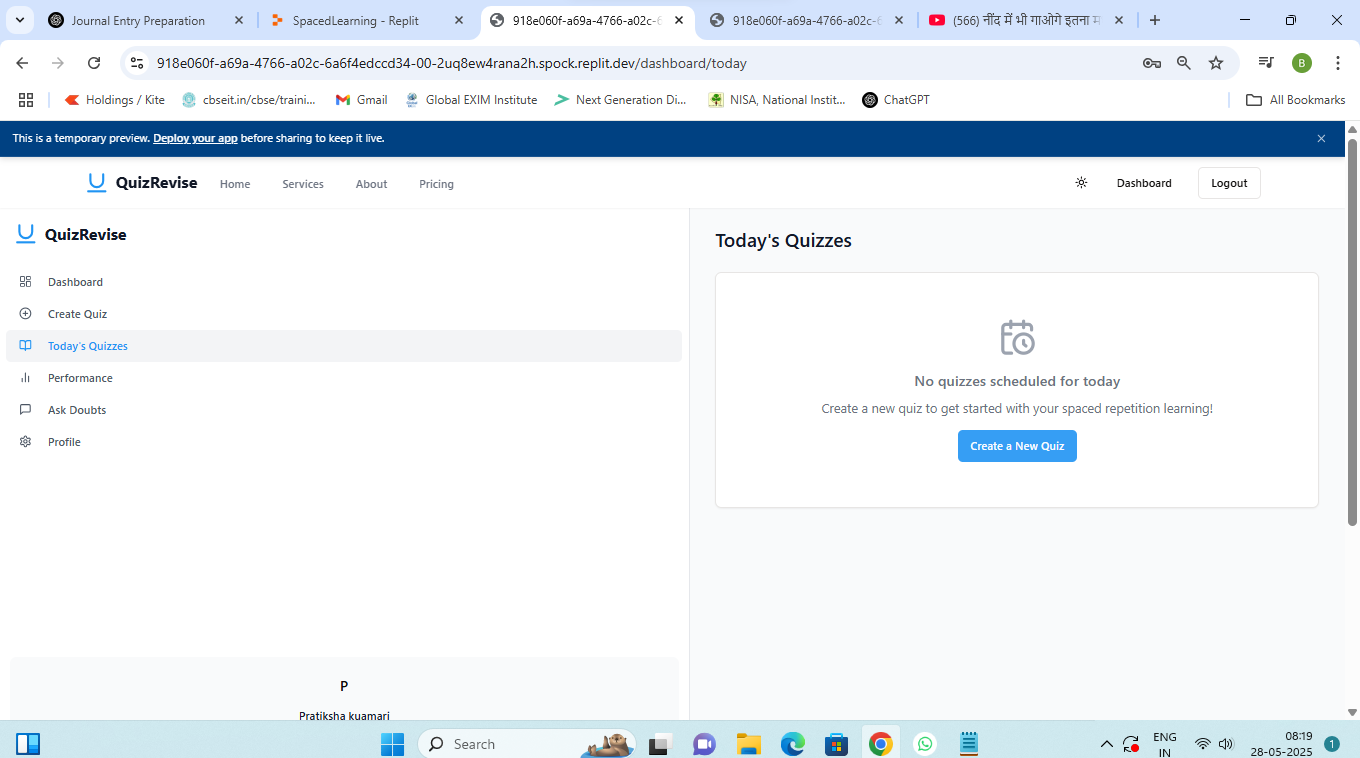 Journal Entry Preparation
SpacedLearning - Replit
918e060f-a69a-4766-a02c-6
918e060f-a69a-4766-a02c-6
(566) नींद में भी गाओगे इतना म
918e060f-a69a-4766-a02c-6a6f4edccd34-00-2uq8ew4rana2h.spock.replit.dev/dashboard/today
B
Holdings / Kite
cbseit.in/cbse/traini...
Gmail
Global EXIM Institute
Next Generation Di...
NISA, National Instit...
ChatGPT
All Bookmarks
This is a temporary preview. Deploy your app before sharing to keep it live.
QuizRevise
Home
Services
About
Pricing
Dashboard
Logout
QuizRevise
Dashboard
Create Quiz
Today's Quizzes
Performance
Ask Doubts
Profile
P
Pratiksha kuamari
Today's Quizzes
No quizzes scheduled for today
Create a new quiz to get started with your spaced repetition learning!
Create a New Quiz
Search
ENG
IN
08:19
28-05-2025
1